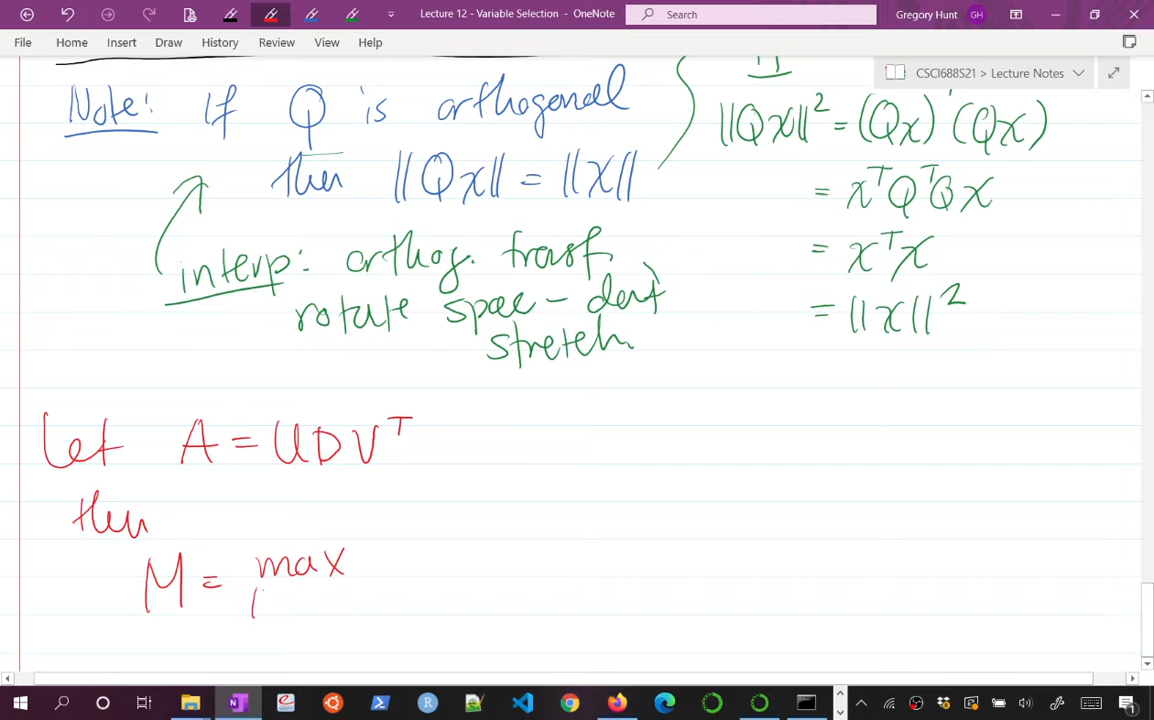 Lecture 12 - Variable Selection - OneNote
Search
Gregory Hunt
GH
File Home Insert Draw History Review View Help
CSCI688S21 > Lecture Notes
Note: If Q is orthogonal
then ||Qx|| = ||x||
interp: orthog. transf.
rotate space - don't
stretch.
||Qx||² = (Qx)ᵀ(Qx)
= xᵀQᵀQx
= xᵀx
= ||x||²
Let A = UDVᵀ
then
M = max